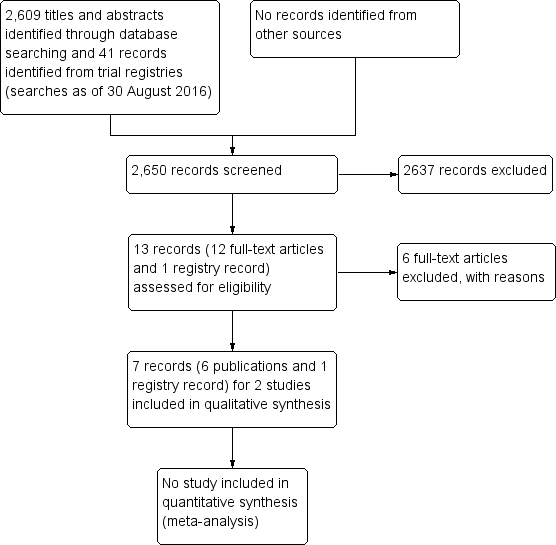 2,609 titles and abstracts
identified through database
searching and 41 records
identified from trial registries
(searches as of 30 August 2016)
No records identified from
other sources
2,650 records screened
2637 records excluded
13 records (12 full-text articles
and 1 registry record)
assessed for eligibility
6 full-text articles
excluded, with reasons
7 records (6 publications and 1
registry record) for 2 studies
included in qualitative synthesis
No study included in
quantitative synthesis
(meta-analysis)